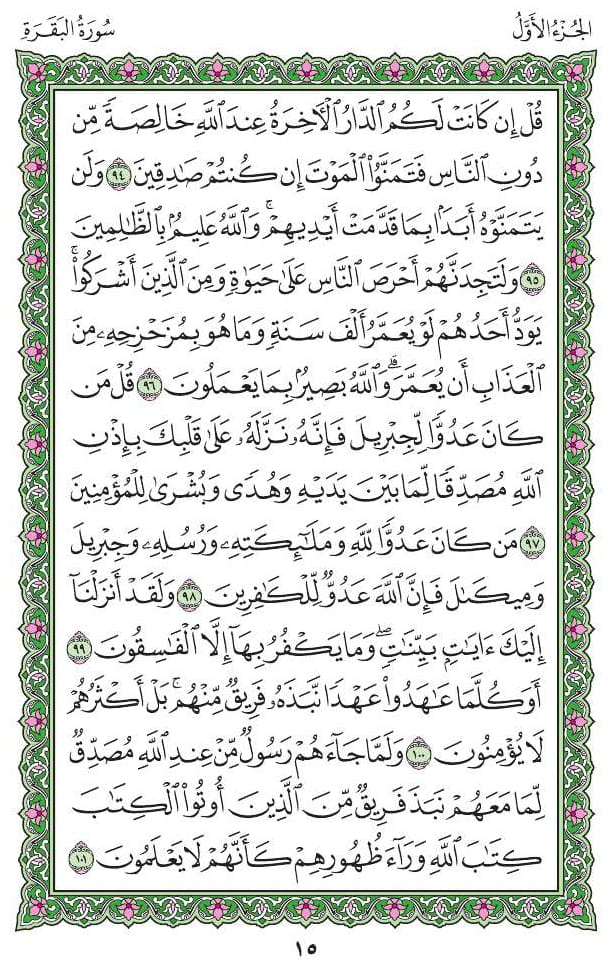 الجُزْءُ الأَوَّلُ
سُورَةُ البَقَرَةِ
قُلۡ إِن كَانَتۡ لَكُمُ ٱلدَّارُ ٱلۡأٓخِرَةُ عِندَ ٱللَّهِ خَالِصَةٗ مِّن
دُونِ ٱلنَّاسِ فَتَمَنَّوُاْ ٱلۡمَوۡتَ إِن كُنتُمۡ صَٰدِقِينَ ٩٤ وَلَن
يَتَمَنَّوۡهُ أَبَدَۢا بِمَا قَدَّمَتۡ أَيۡدِيهِمۡۚ وَٱللَّهُ عَلِيمُۢ بِٱلظَّٰلِمِينَ
٩٥ وَلَتَجِدَنَّهُمۡ أَحۡرَصَ ٱلنَّاسِ عَلَىٰ حَيَوٰةٖ وَمِنَ ٱلَّذِينَ أَشۡرَكُواْۚ
يَوَدُّ أَحَدُهُمۡ لَوۡ يُعَمَّرُ أَلۡفَ سَنَةٖ وَمَا هُوَ بِمُزَحۡزِحِهِۦ مِنَ
ٱلۡعَذَابِ أَن يُعَمَّرَۗ وَٱللَّهُ بَصِيرُۢ بِمَا يَعۡمَلُونَ ٩٦ قُلۡ مَن
كَانَ عَدُوّٗا لِّجِبۡرِيلَ فَإِنَّهُۥ نَزَّلَهُۥ عَلَىٰ قَلۡبِكَ بِإِذۡنِ
ٱللَّهِ مُصَدِّقٗا لِّمَا بَيۡنَ يَدَيۡهِ وَهُدٗى وَبُشۡرَىٰ لِلۡمُؤۡمِنِينَ
٩٧ مَن كَانَ عَدُوّٗا لِّلَّهِ وَمَلَٰٓئِكَتِهِۦ وَرُسُلِهِۦ وَجِبۡرِيلَ
وَمِيكَىٰلَ فَإِنَّ ٱللَّهَ عَدُوّٞ لِّلۡكَٰفِرِينَ ٩٨ وَلَقَدۡ أَنزَلۡنَآ
إِلَيۡكَ ءَايَٰتِۭ بَيِّنَٰتٖۖ وَمَا يَكۡفُرُ بِهَآ إِلَّا ٱلۡفَٰسِقُونَ ٩٩
أَوَكُلَّمَا عَٰهَدُواْ عَهۡدٗا نَّبَذَهُۥ فَرِيقٞ مِّنۡهُمۚ بَلۡ أَكۡثَرُهُمۡ
لَا يُؤۡمِنُونَ ١٠٠ وَلَمَّا جَآءَهُمۡ رَسُولٞ مِّنۡ عِندِ ٱللَّهِ مُصَدِّقٞ
لِّمَا مَعَهُمۡ نَبَذَ فَرِيقٞ مِّنَ ٱلَّذِينَ أُوتُواْ ٱلۡكِتَٰبَ
كِتَٰبَ ٱللَّهِ وَرَآءَ ظُهُورِهِمۡ كَأَنَّهُمۡ لَا يَعۡلَمُونَ ١٠١
١٥